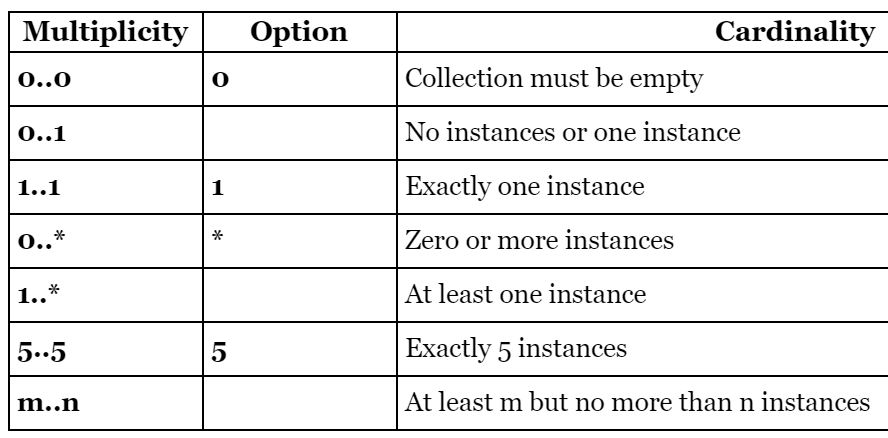 Multiplicity Option Cardinality
0..0 0 Collection must be empty
0..1 No instances or one instance
1..1 1 Exactly one instance
0..* * Zero or more instances
1..* At least one instance
5..5 5 Exactly 5 instances
m..n At least m but no more than n instances